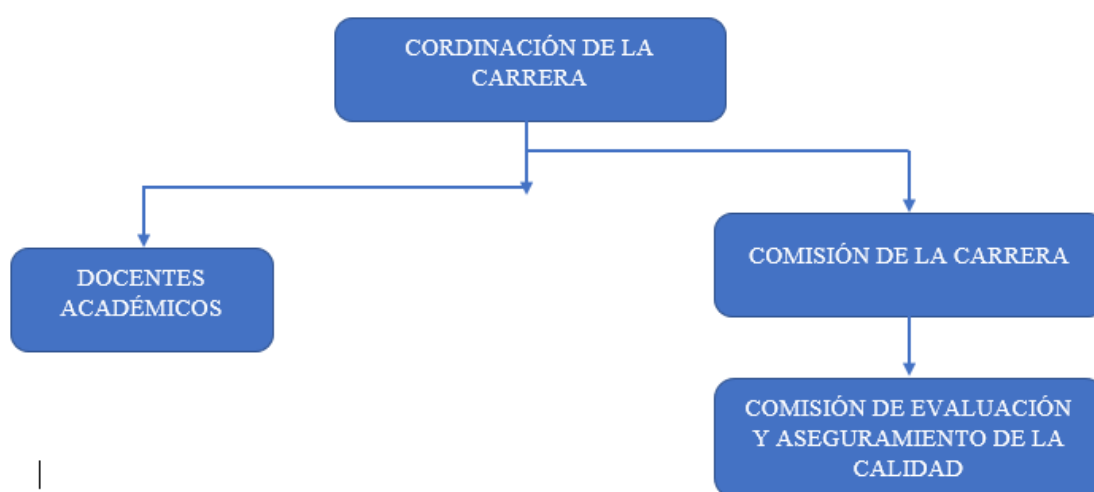 CORDINACIÓN DE LA
CARRERA
DOCENTES
ACADÉMICOS
COMISIÓN DE LA CARRERA
COMISIÓN DE EVALUACIÓN
Y ASEGURAMIENTO DE LA
CALIDAD